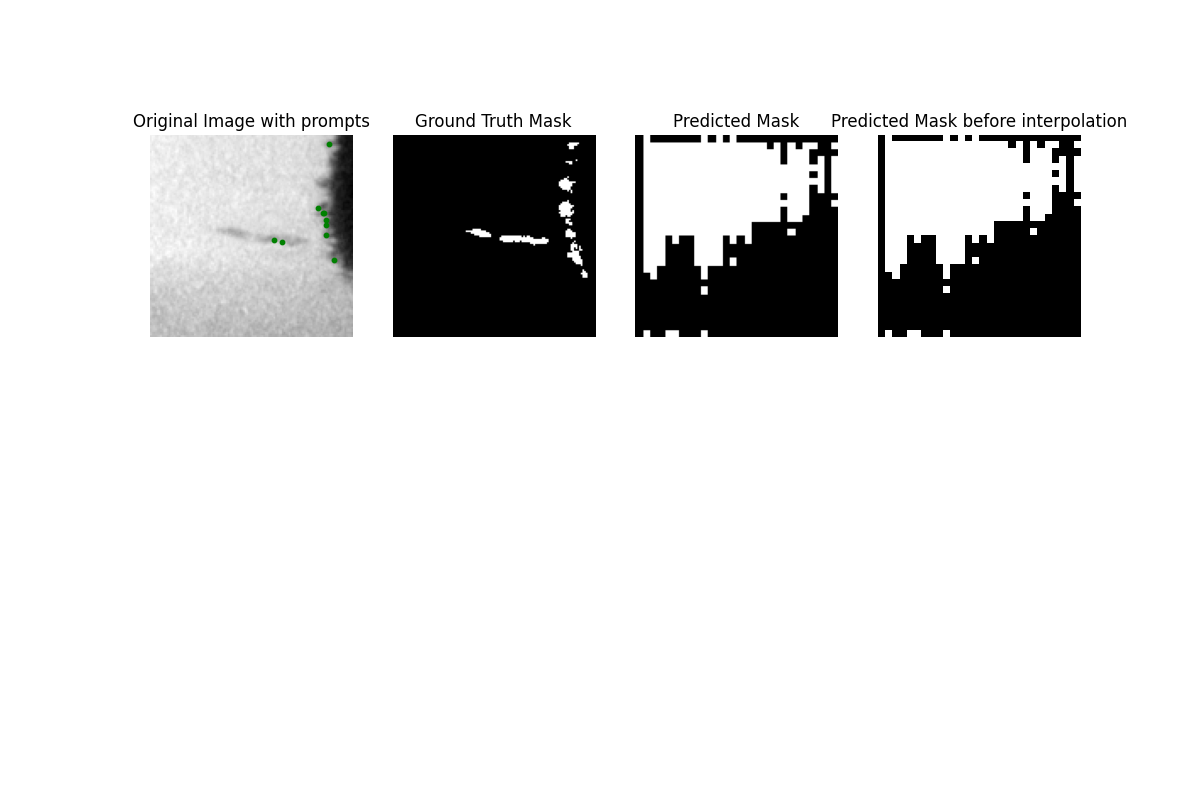 Original Image with prompts
Ground Truth Mask
Predicted Mask
Predicted Mask before interpolation